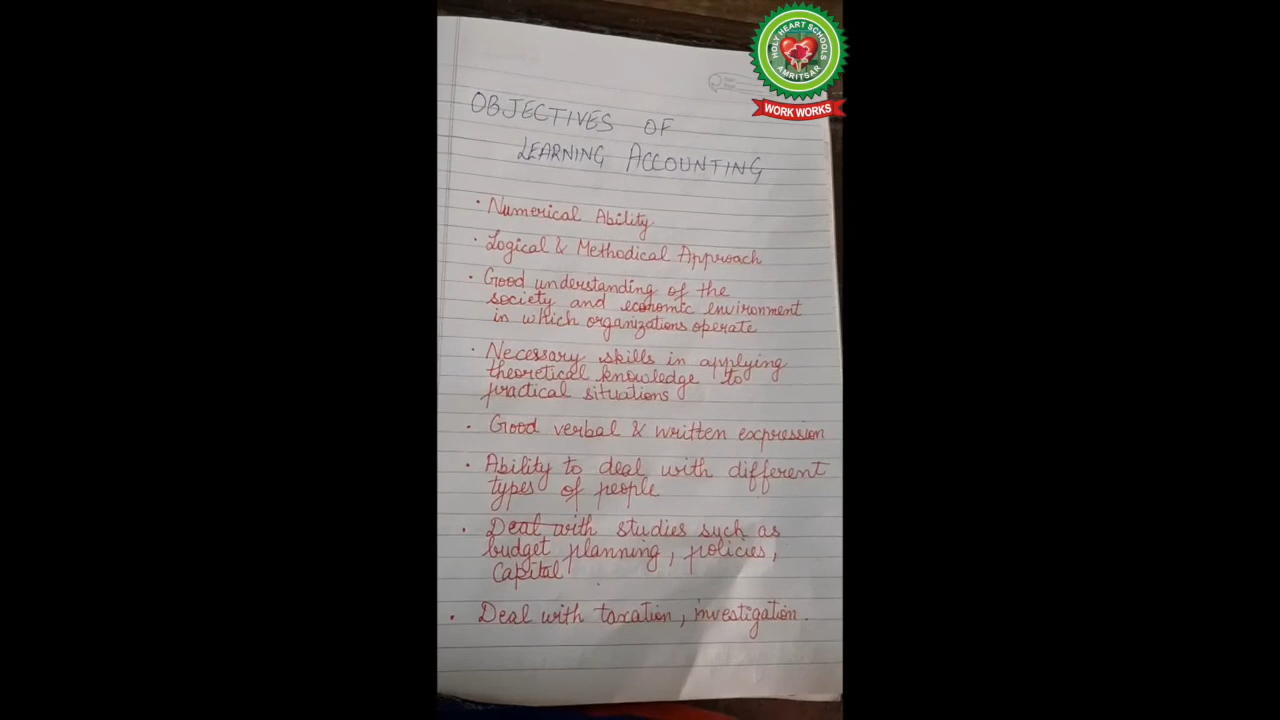 HOLY HEART SCHOOLS
AMRITSAR
WORK WORKS
OBJECTIVES OF
LEARNING ACCOUNTING
· Numerical Ability
· Logical & Methodical Approach
· Good understanding of the
society and economic environment
in which organizations operate
· Necessary skills in applying
theoretical knowledge to
practical situations
· Good verbal & written expression
· Ability to deal with different
types of people
· Deal with studies such as
budget planning, policies,
Capital
· Deal with taxation, investigation.